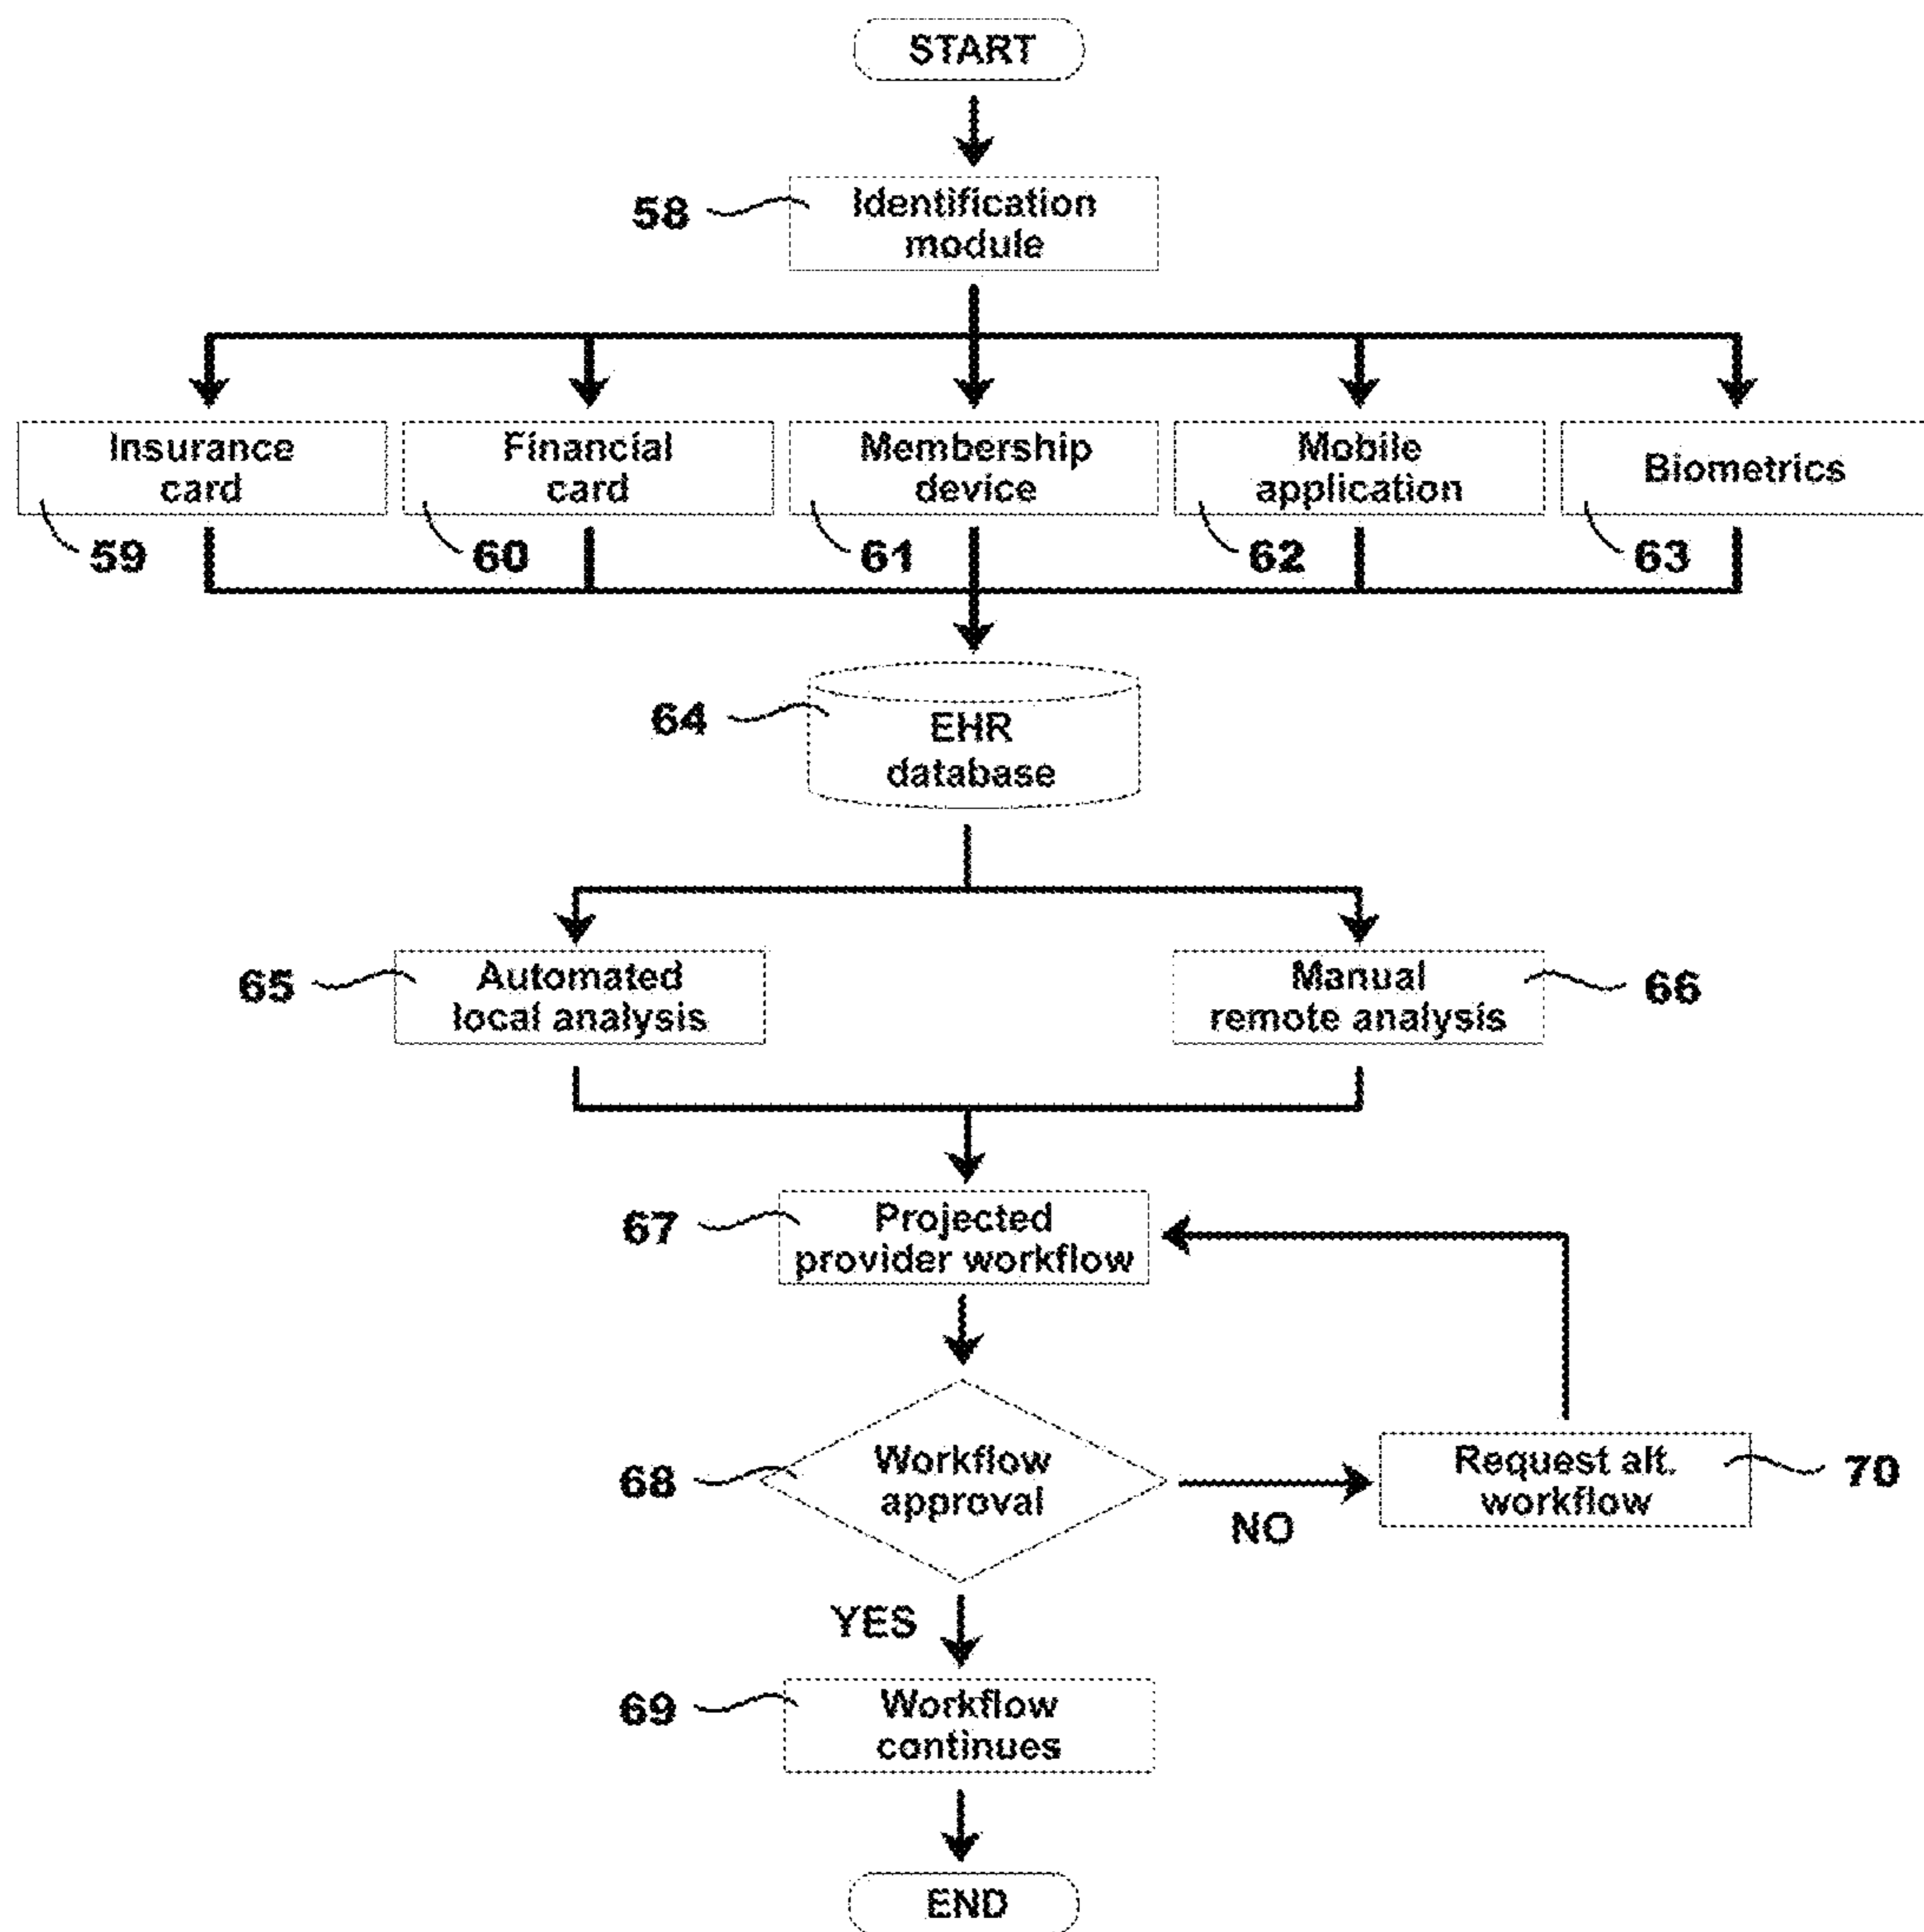 START
58
Identification
module
Insurance
card
Financial
card
Membership
device
Mobile
application
Biometrics
59
60
61
62
63
64
EHR
database
65
Automated
local analysis
Manual
remote analysis
66
67
Projected
provider workflow
68
Workflow
approval
NO
Request alt.
workflow
70
YES
69
Workflow
continues
END